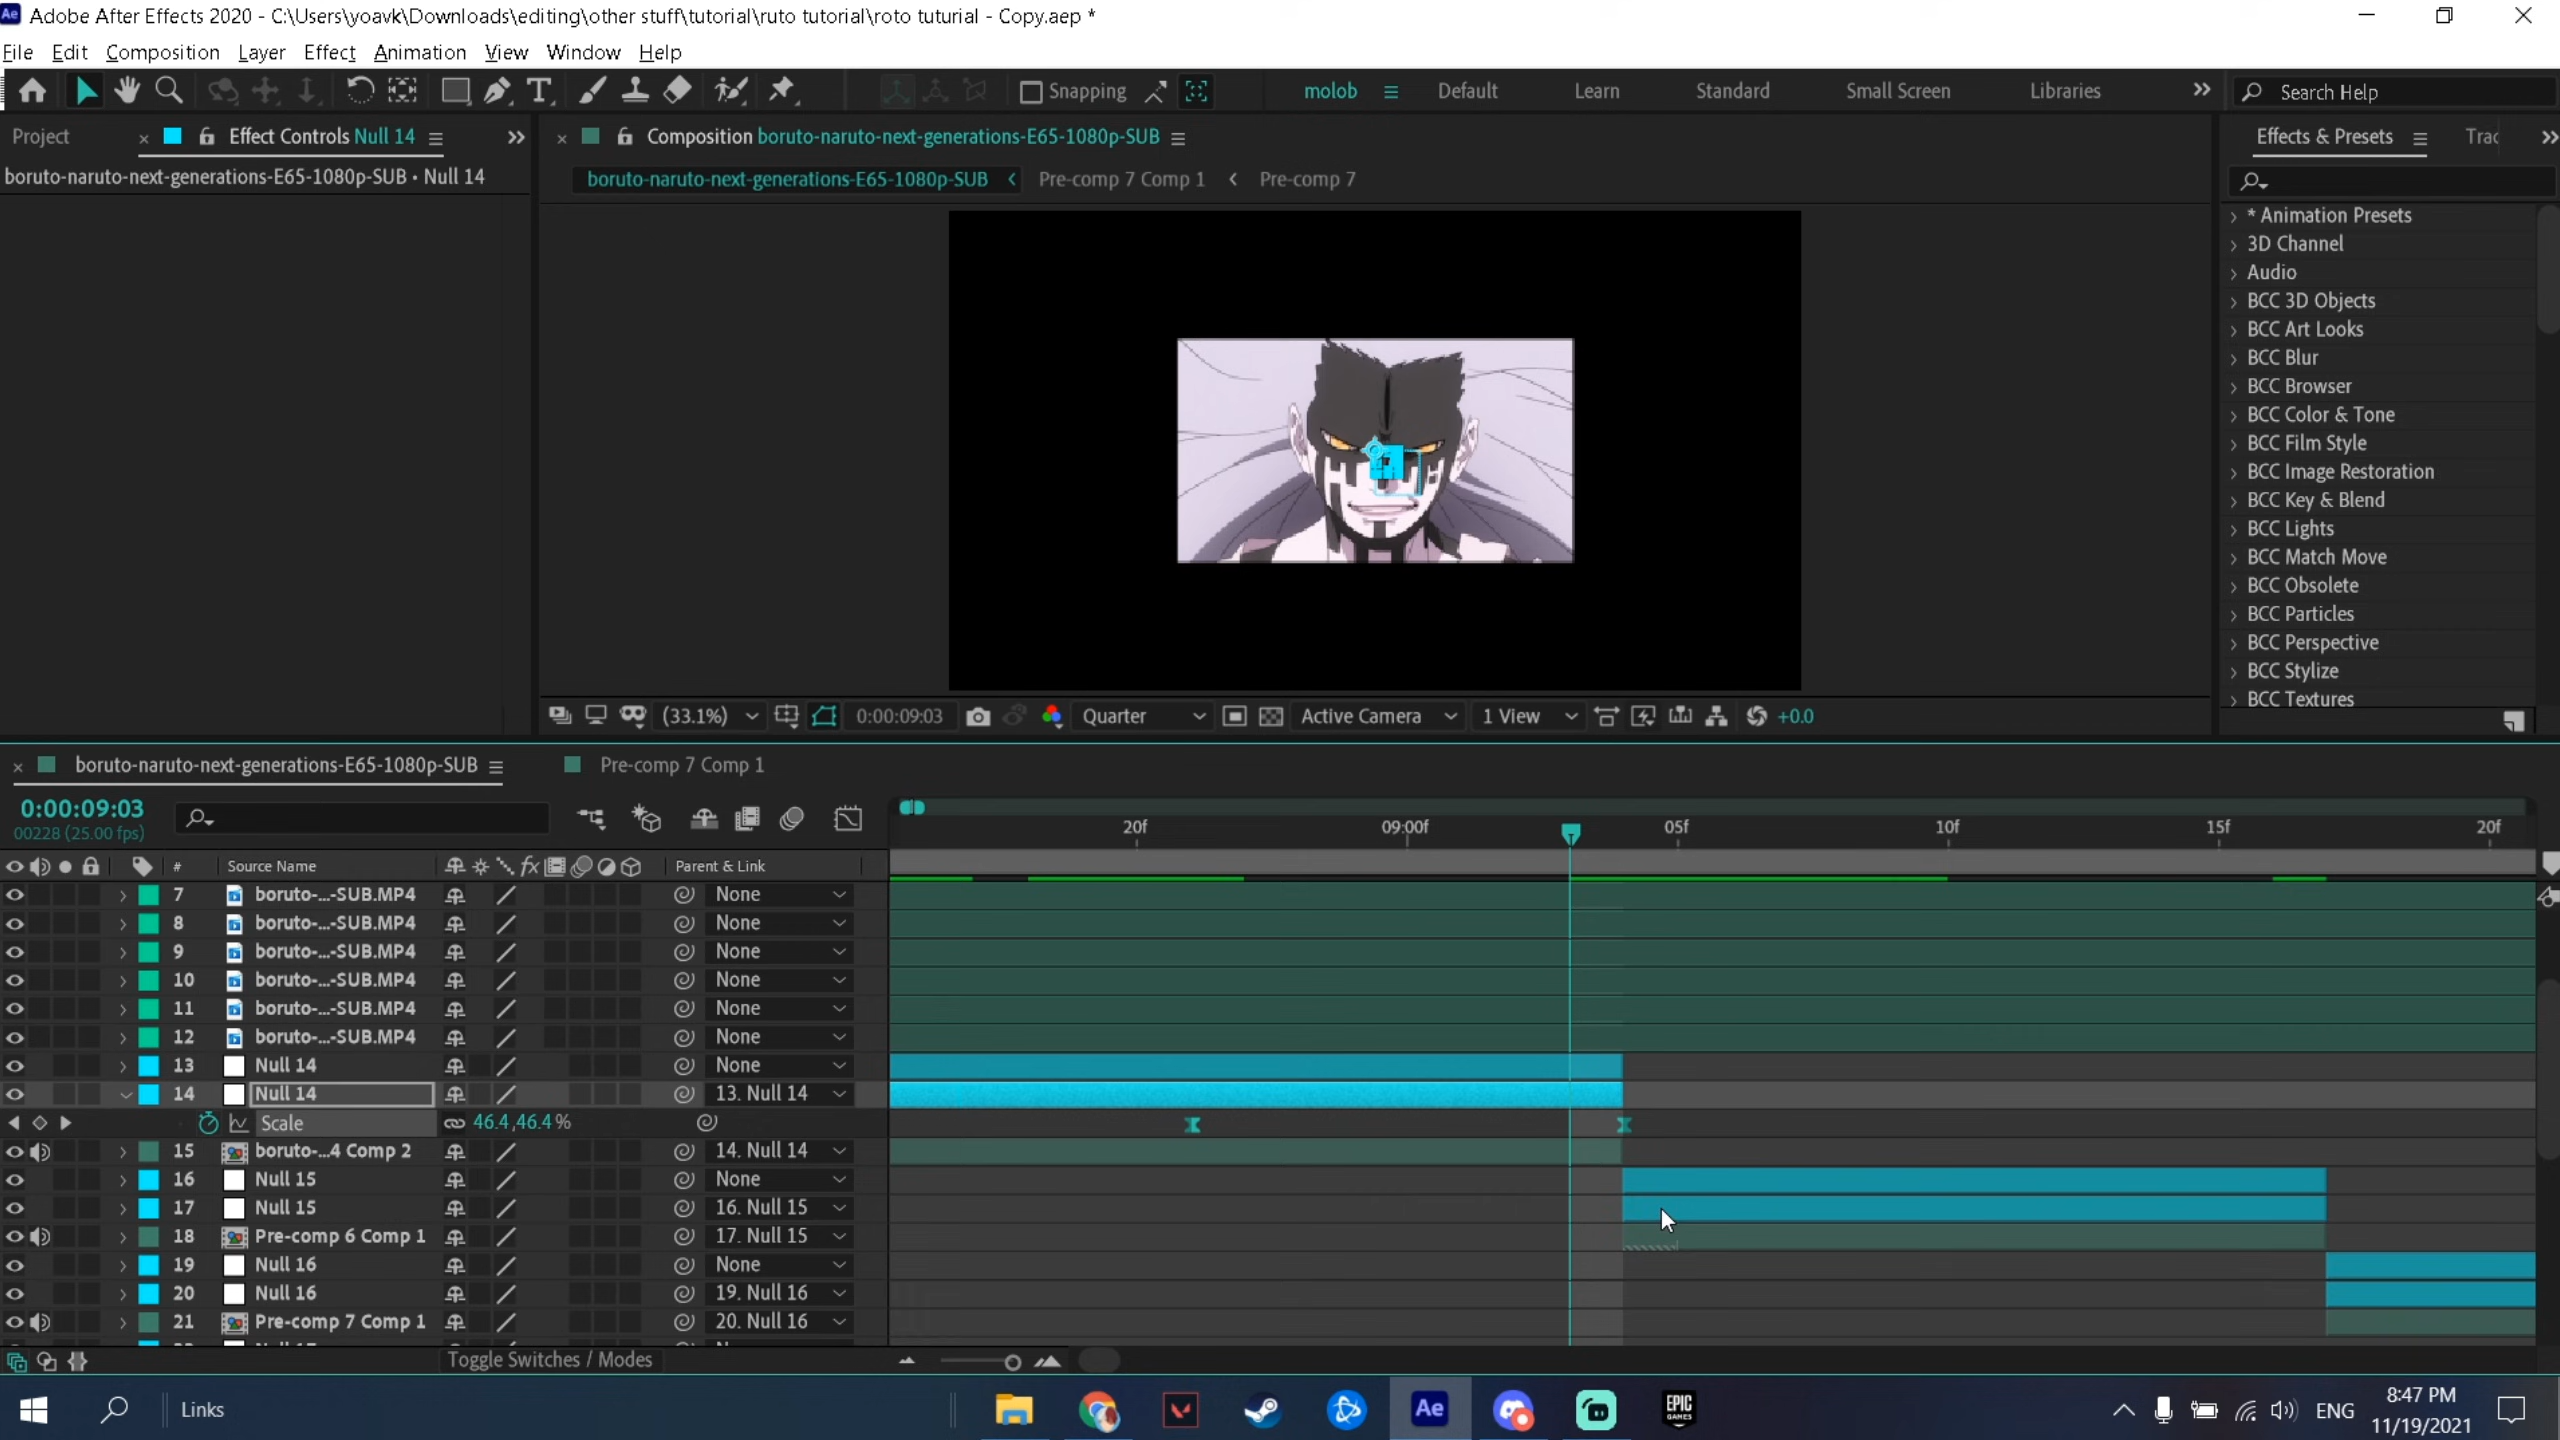 Adobe After Effects 2020 - C:\Users\yoavk\Downloads\editing\other stuff\tutorial\ruto tutorial\roto tuturial - Copy.aep *
File Edit Composition Layer Effect Animation View Window Help
Snapping molob Default Learn Standard Small Screen Libraries Search Help
Project Effect Controls Null 14 Composition boruto-naruto-next-generations-E65-1080p-SUB Effects & Presets Trac
boruto-naruto-next-generations-E65-1080p-SUB • Null 14
boruto-naruto-next-generations-E65-1080p-SUB Pre-comp 7 Comp 1 Pre-comp 7
* Animation Presets
3D Channel
Audio
BCC 3D Objects
BCC Art Looks
BCC Blur
BCC Browser
BCC Color & Tone
BCC Film Style
BCC Image Restoration
BCC Key & Blend
BCC Lights
BCC Match Move
BCC Obsolete
BCC Particles
BCC Perspective
BCC Stylize
BCC Textures
(33.1%) 0:00:09:03 Quarter Active Camera 1 View +0.0
boruto-naruto-next-generations-E65-1080p-SUB Pre-comp 7 Comp 1
0:00:09:03
00228 (25.00 fps)
20f 09:00f 05f 10f 15f 20f
# Source Name fx Parent & Link
7 boruto-...-SUB.MP4 None
8 boruto-...-SUB.MP4 None
9 boruto-...-SUB.MP4 None
10 boruto-...-SUB.MP4 None
11 boruto-...-SUB.MP4 None
12 boruto-...-SUB.MP4 None
13 Null 14 None
14 Null 14 13. Null 14
Scale 46.4,46.4%
15 boruto-...4 Comp 2 14. Null 14
16 Null 15 None
17 Null 15 16. Null 15
18 Pre-comp 6 Comp 1 17. Null 15
19 Null 16 None
20 Null 16 19. Null 16
21 Pre-comp 7 Comp 1 20. Null 16
Toggle Switches / Modes
Links Ae EPIC GAMES ENG 8:47 PM
11/19/2021